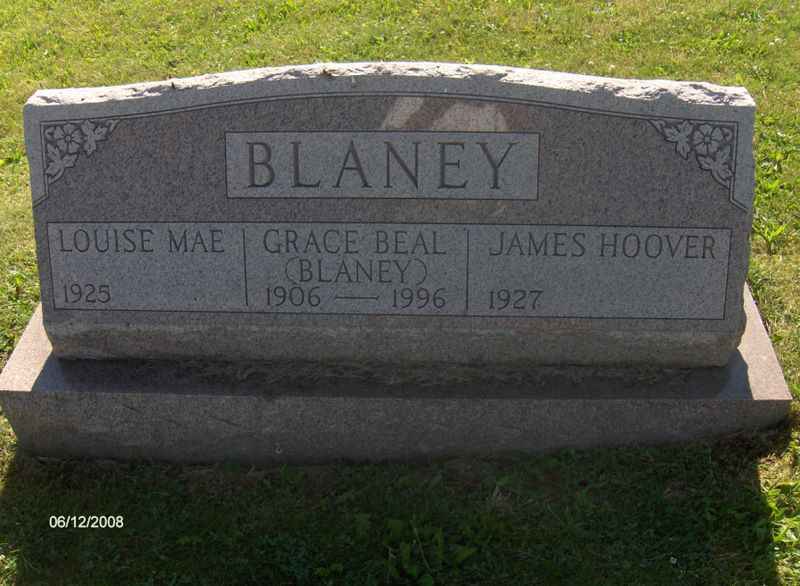 BLANEY
LOUISE MAE
1925
GRACE BEAL
(BLANEY)
1906 — 1996
JAMES HOOVER
1927
06/12/2008